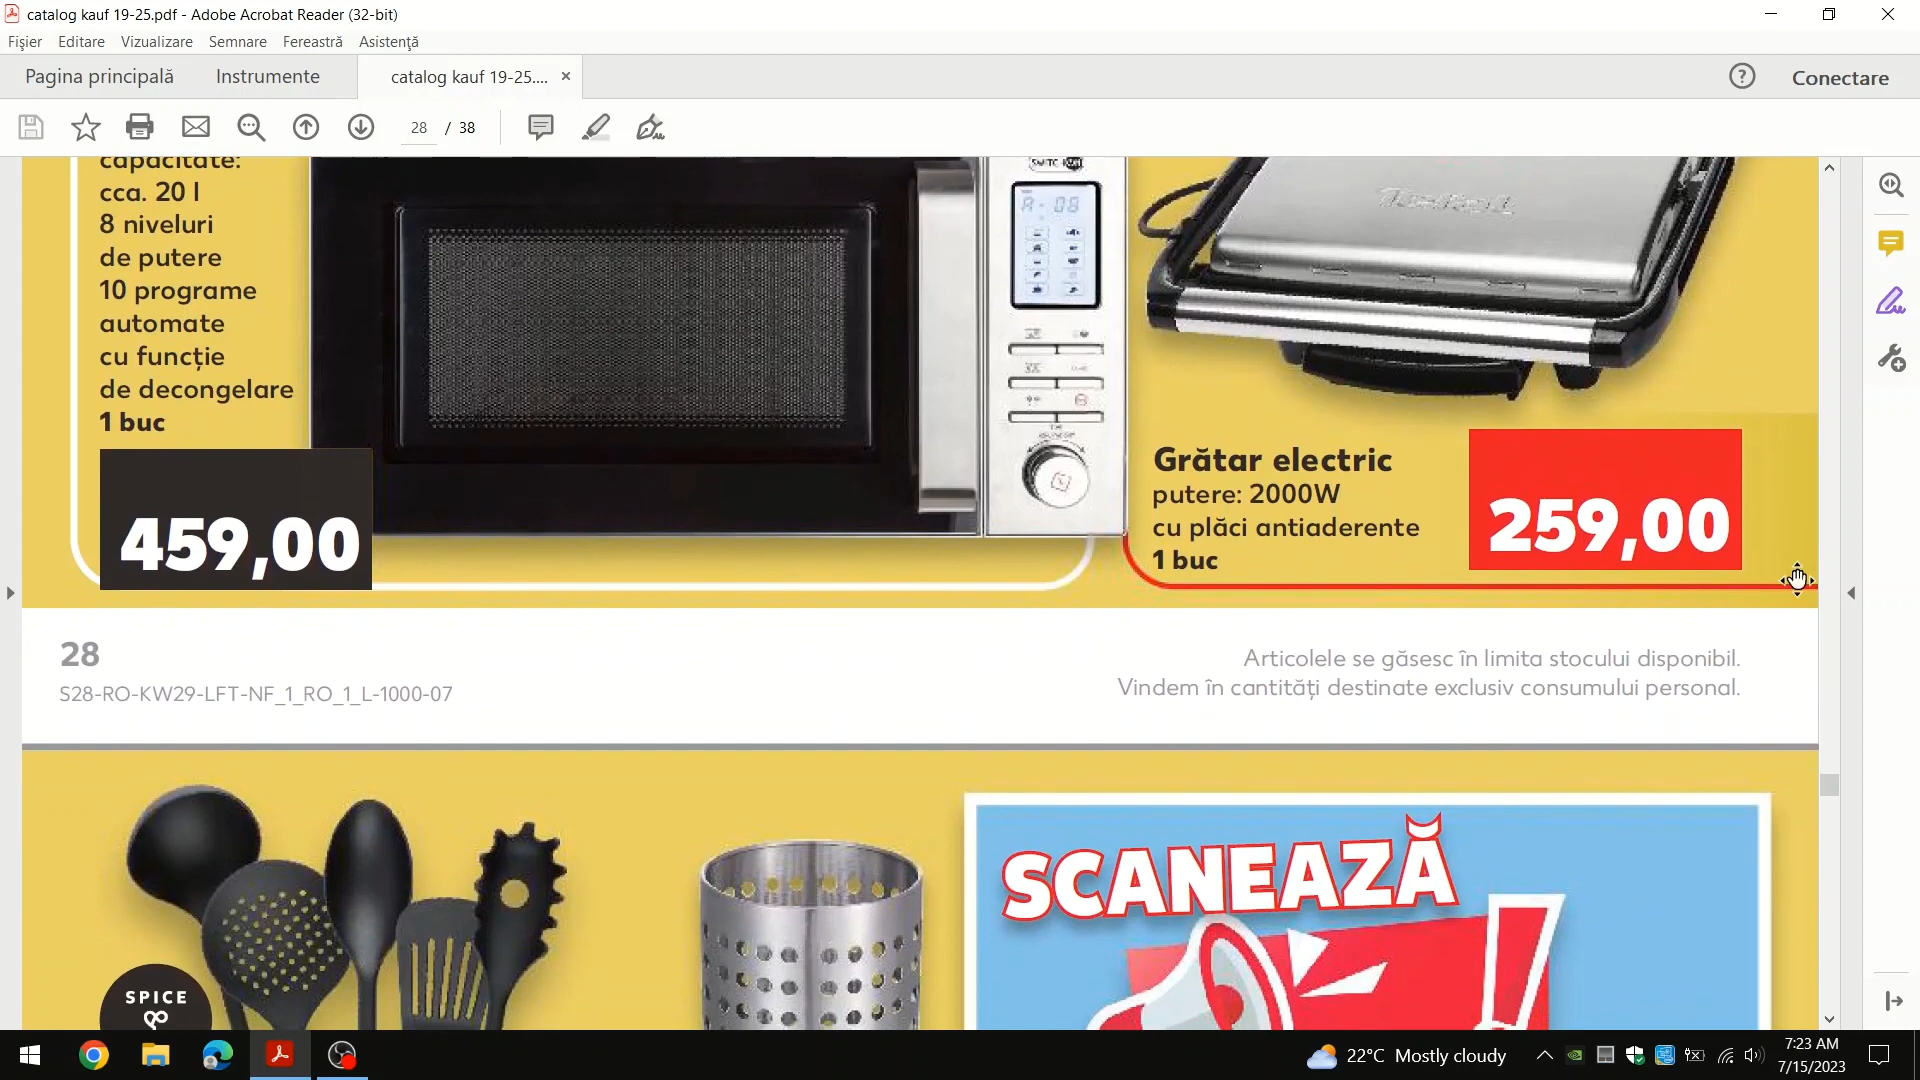 catalog kauf 19-25.pdf - Adobe Acrobat Reader (32-bit)
Fişier Editare Vizualizare Semnare Fereastră Asistenţă
Pagina principală Instrumente catalog kauf 19-25.... × Conectare
28 / 38
capacitate:
cca. 20 l
8 niveluri
de putere
10 programe
automate
cu funcție
de decongelare
1 buc
459,00
A-08
Tefal
Grătar electric
putere: 2000W
cu plăci antiaderente
1 buc
259,00
28
S28-RO-KW29-LFT-NF_1_RO_1_L-1000-07
Articolele se găsesc în limita stocului disponibil.
Vindem în cantități destinate exclusiv consumului personal.
SPICE
SCANEAZĂ
22°C Mostly cloudy
7:23 AM
7/15/2023